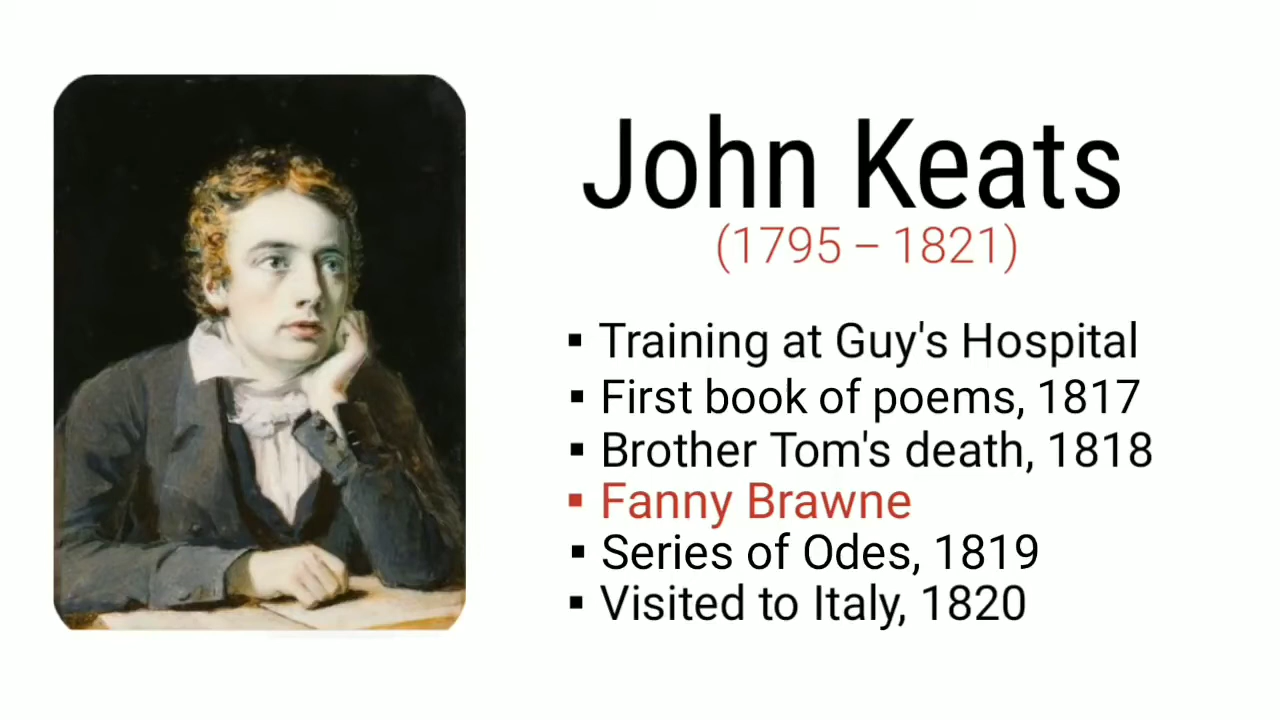 John Keats
(1795 – 1821)
▪ Training at Guy's Hospital
▪ First book of poems, 1817
▪ Brother Tom's death, 1818
▪ Fanny Brawne
▪ Series of Odes, 1819
▪ Visited to Italy, 1820